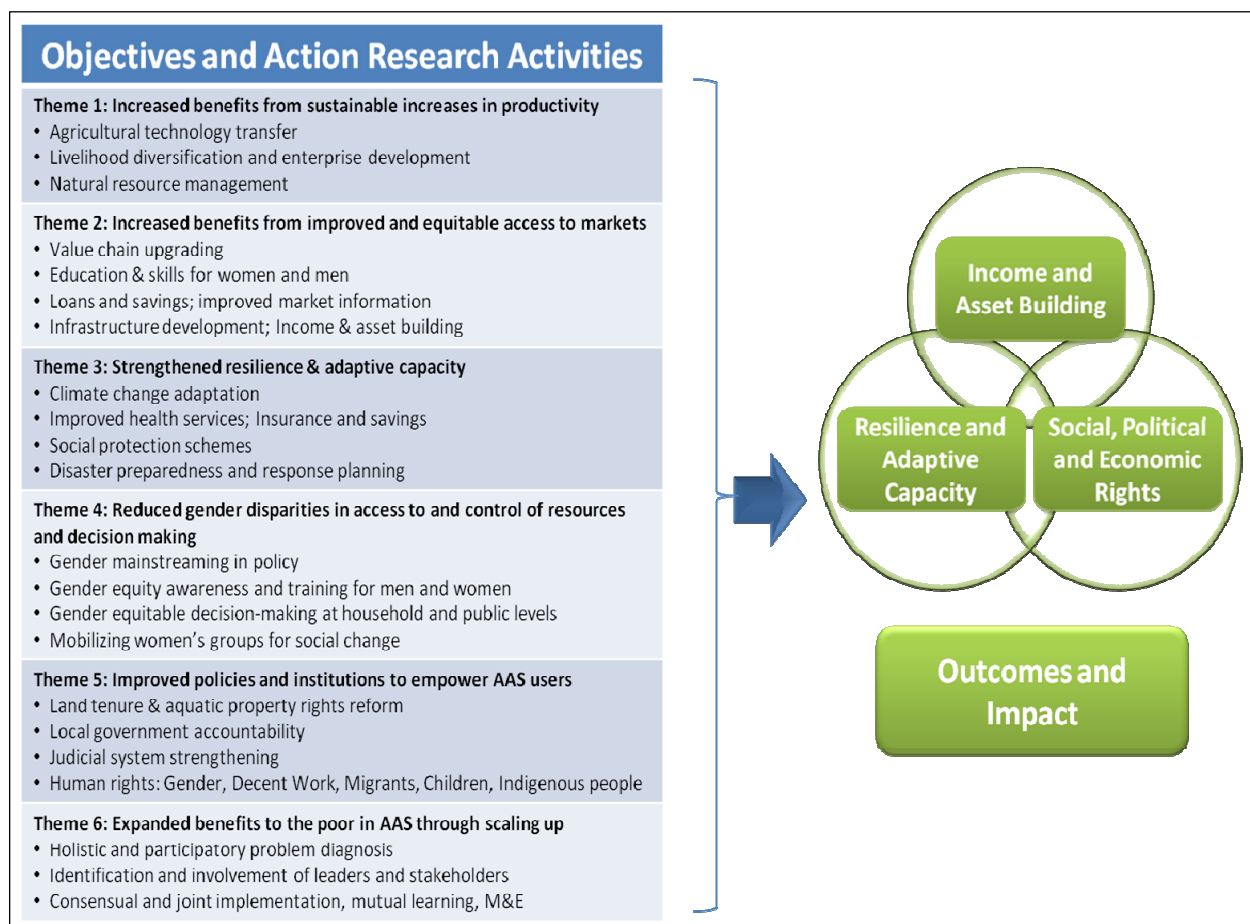 Objectives and Action Research Activities
Theme 1: Increased benefits from sustainable increases in productivity
• Agricultural technology transfer
• Livelihood diversification and enterprise development
• Natural resource management
Theme 2: Increased benefits from improved and equitable access to markets
• Value chain upgrading
• Education & skills for women and men
• Loans and savings; improved market information
• Infrastructure development; Income & asset building
Theme 3: Strengthened resilience & adaptive capacity
• Climate change adaptation
• Improved health services; Insurance and savings
• Social protection schemes
• Disaster preparedness and response planning
Theme 4: Reduced gender disparities in access to and control of resources
and decision making
• Gender mainstreaming in policy
• Gender equity awareness and training for men and women
• Gender equitable decision-making at household and public levels
• Mobilizing women's groups for social change
Theme 5: Improved policies and institutions to empower AAS users
• Land tenure & aquatic property rights reform
• Local government accountability
• Judicial system strengthening
• Human rights: Gender, Decent Work, Migrants, Children, Indigenous people
Theme 6: Expanded benefits to the poor in AAS through scaling up
• Holistic and participatory problem diagnosis
• Identification and involvement of leaders and stakeholders
• Consensual and joint implementation, mutual learning, M&E
Income and
Asset Building
Resilience and
Adaptive
Capacity
Social, Political
and Economic
Rights
Outcomes and
Impact